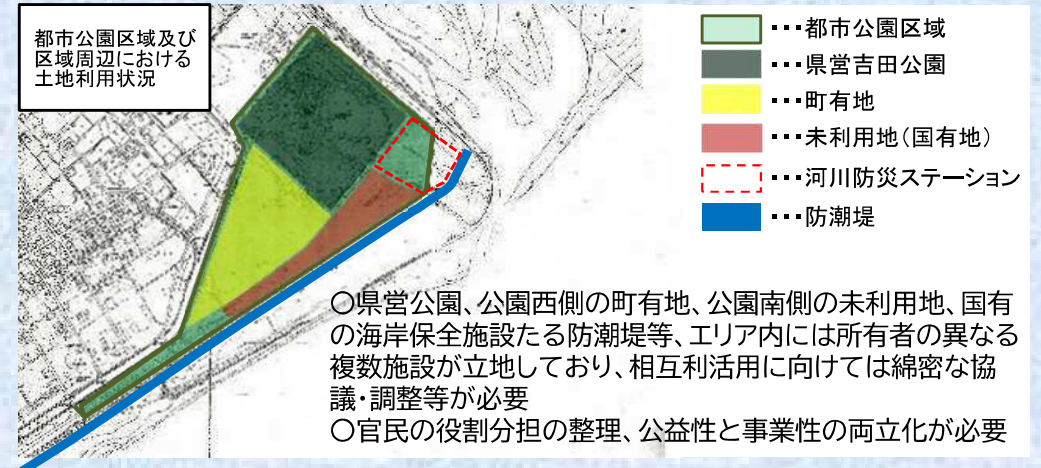 都市公園区域及び
区域周辺における
土地利用状況
･･･都市公園区域
･･･県営吉田公園
･･･町有地
･･･未利用地(国有地)
･･･河川防災ステーション
･･･防潮堤
〇県営公園、公園西側の町有地、公園南側の未利用地、国有
の海岸保全施設たる防潮堤等、エリア内には所有者の異なる
複数施設が立地しており、相互利活用に向けては綿密な協
議・調整等が必要
〇官民の役割分担の整理、公益性と事業性の両立化が必要